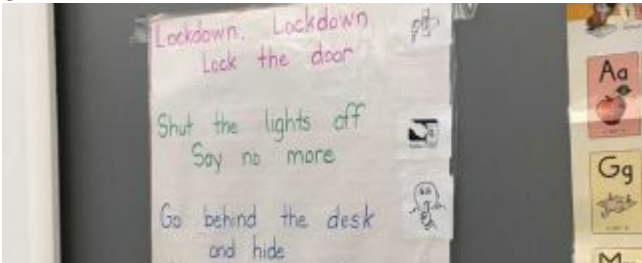 Lockdown, Lockdown
Lock the door
Shut the lights off
Say no more
Go behind the desk
and hide
Aa
Gg